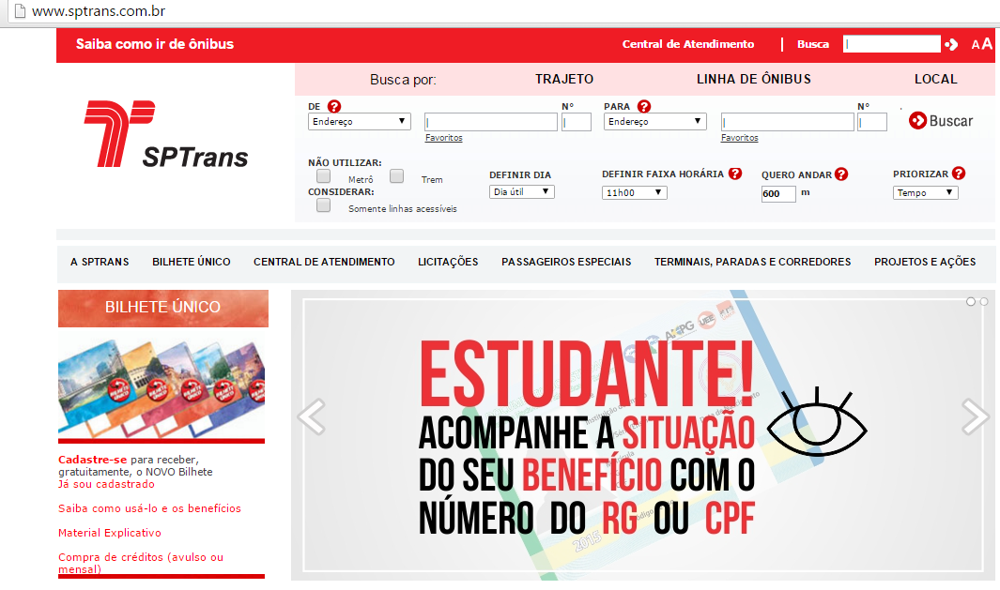 www.sptrans.com.br
Saiba como ir de ônibus
Central de Atendimento | Busca
A A
Busca por: TRAJETO LINHA DE ÔNIBUS LOCAL
SPTrans
DE ? Nº PARA ? Nº
Endereço Endereço Buscar
Favoritos Favoritos
NÃO UTILIZAR:
Metrô Trem
CONSIDERAR:
Somente linhas acessíveis
DEFINIR DIA DEFINIR FAIXA HORÁRIA ? QUERO ANDAR ? PRIORIZAR ?
Dia útil 11h00 600 m Tempo
A SPTRANS BILHETE ÚNICO CENTRAL DE ATENDIMENTO LICITAÇÕES PASSAGEIROS ESPECIAIS TERMINAIS, PARADAS E CORREDORES PROJETOS E AÇÕES
BILHETE ÚNICO
Cadastre-se para receber,
gratuitamente, o NOVO Bilhete
Já sou cadastrado
Saiba como usá-lo e os benefícios
Material Explicativo
Compra de créditos (avulso ou
mensal)
ESTUDANTE!
ACOMPANHE A SITUAÇÃO
DO SEU BENEFÍCIO COM O
NÚMERO DO RG OU CPF
2015